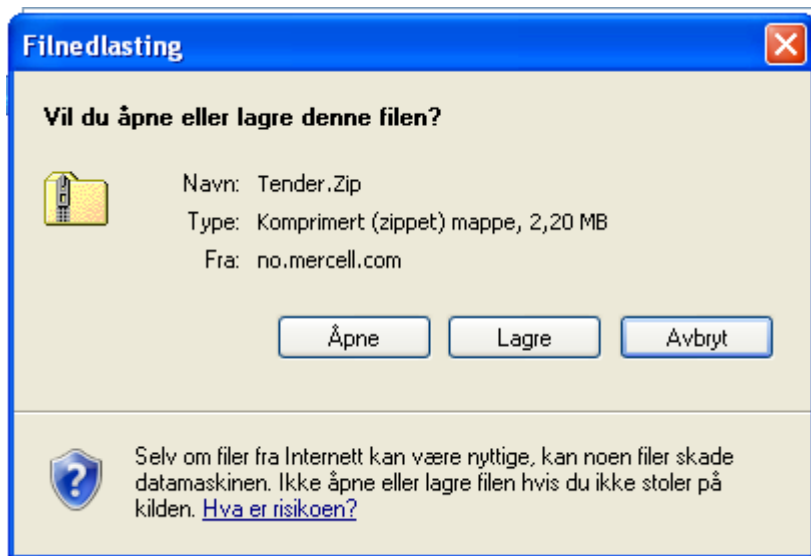 Filnedlasting
Vil du åpne eller lagre denne filen?
Navn: Tender.Zip
Type: Komprimert (zippet) mappe, 2,20 MB
Fra: no.mercell.com
Åpne Lagre Avbryt
Selv om filer fra Internett kan være nyttige, kan noen filer skade
datamaskinen. Ikke åpne eller lagre filen hvis du ikke stoler på
kilden. Hva er risikoen?